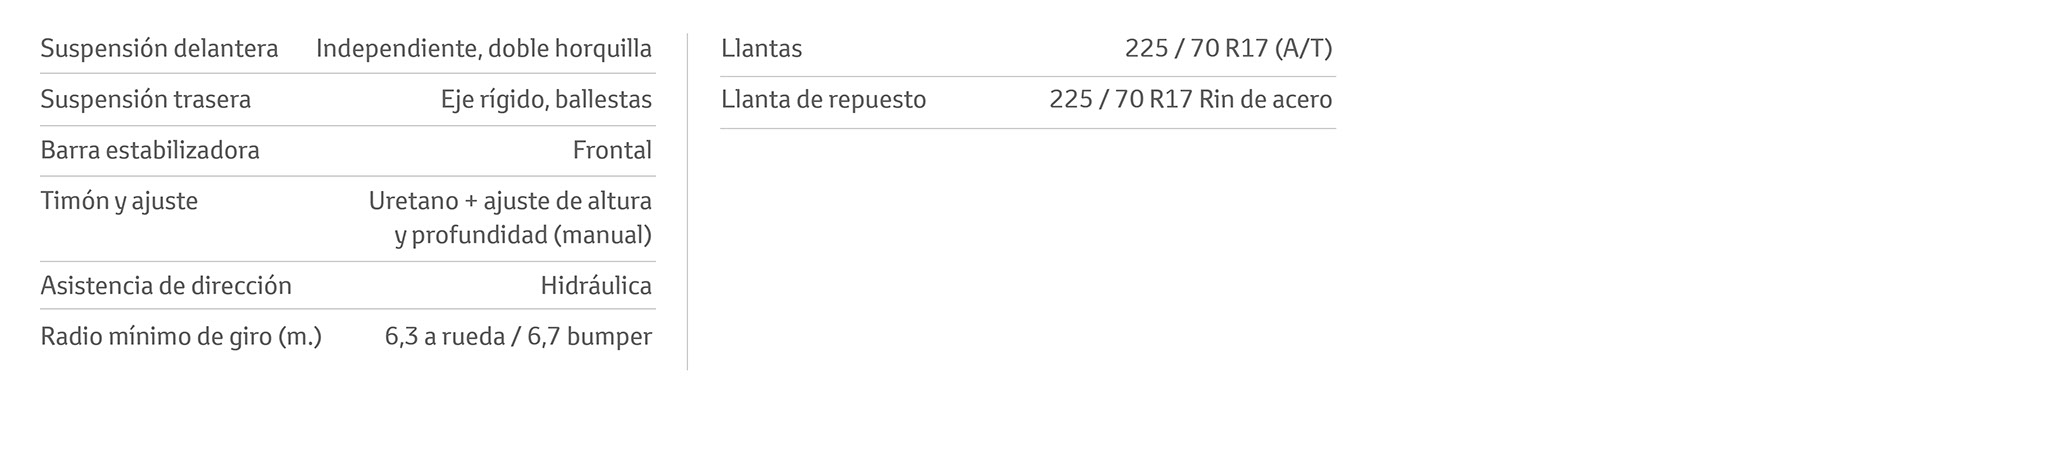 Suspensión delantera Independiente, doble horquilla
Suspensión trasera Eje rígido, ballestas
Barra estabilizadora Frontal
Timón y ajuste Uretano + ajuste de altura
y profundidad (manual)
Asistencia de dirección Hidráulica
Radio mínimo de giro (m.) 6,3 a rueda / 6,7 bumper
Llantas 225 / 70 R17 (A/T)
Llanta de repuesto 225 / 70 R17 Rin de acero